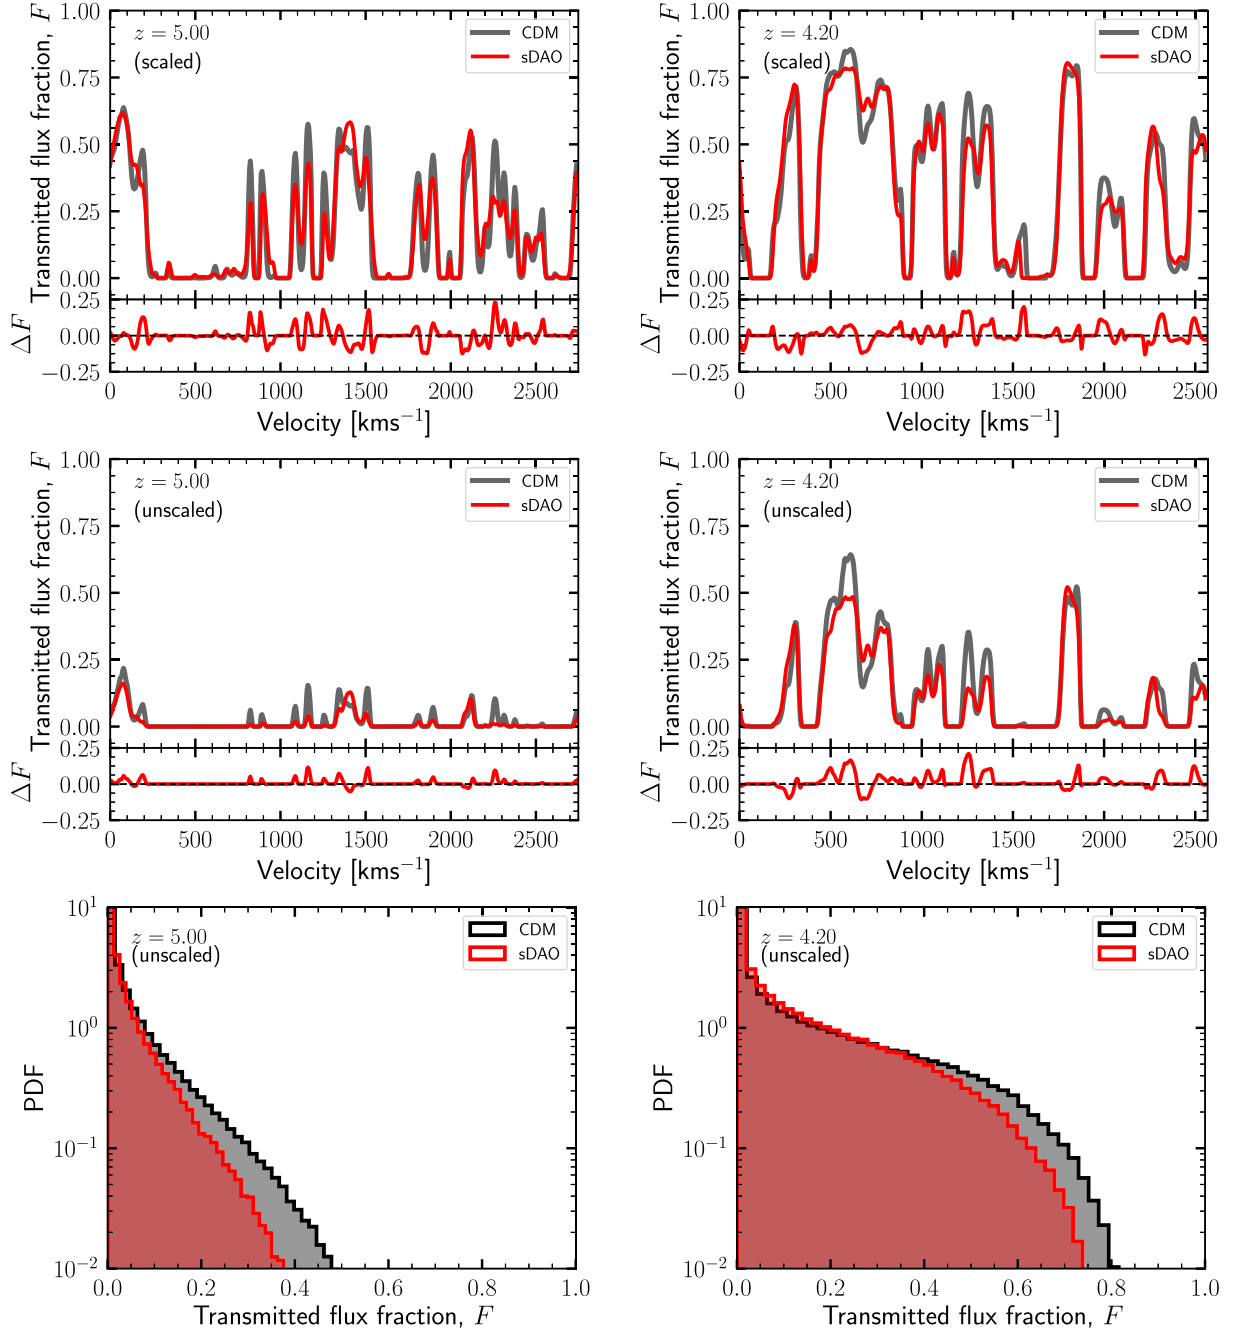 Transmitted flux fraction, F
1.00
0.75
0.50
0.25
0.00
z = 5.00
(scaled)
CDM
sDAO
ΔF
0.25
0.00
−0.25
0 500 1000 1500 2000 2500
Velocity [kms⁻¹]
Transmitted flux fraction, F
1.00
0.75
0.50
0.25
0.00
z = 4.20
(scaled)
CDM
sDAO
ΔF
0.25
0.00
−0.25
0 500 1000 1500 2000 2500
Velocity [kms⁻¹]
Transmitted flux fraction, F
1.00
0.75
0.50
0.25
0.00
z = 5.00
(unscaled)
CDM
sDAO
ΔF
0.25
0.00
−0.25
0 500 1000 1500 2000 2500
Velocity [kms⁻¹]
Transmitted flux fraction, F
1.00
0.75
0.50
0.25
0.00
z = 4.20
(unscaled)
CDM
sDAO
ΔF
0.25
0.00
−0.25
0 500 1000 1500 2000 2500
Velocity [kms⁻¹]
PDF
10¹
10⁰
10⁻¹
10⁻²
z = 5.00
(unscaled)
CDM
sDAO
0.0 0.2 0.4 0.6 0.8 1.0
Transmitted flux fraction, F
PDF
10¹
10⁰
10⁻¹
10⁻²
z = 4.20
(unscaled)
CDM
sDAO
0.0 0.2 0.4 0.6 0.8 1.0
Transmitted flux fraction, F